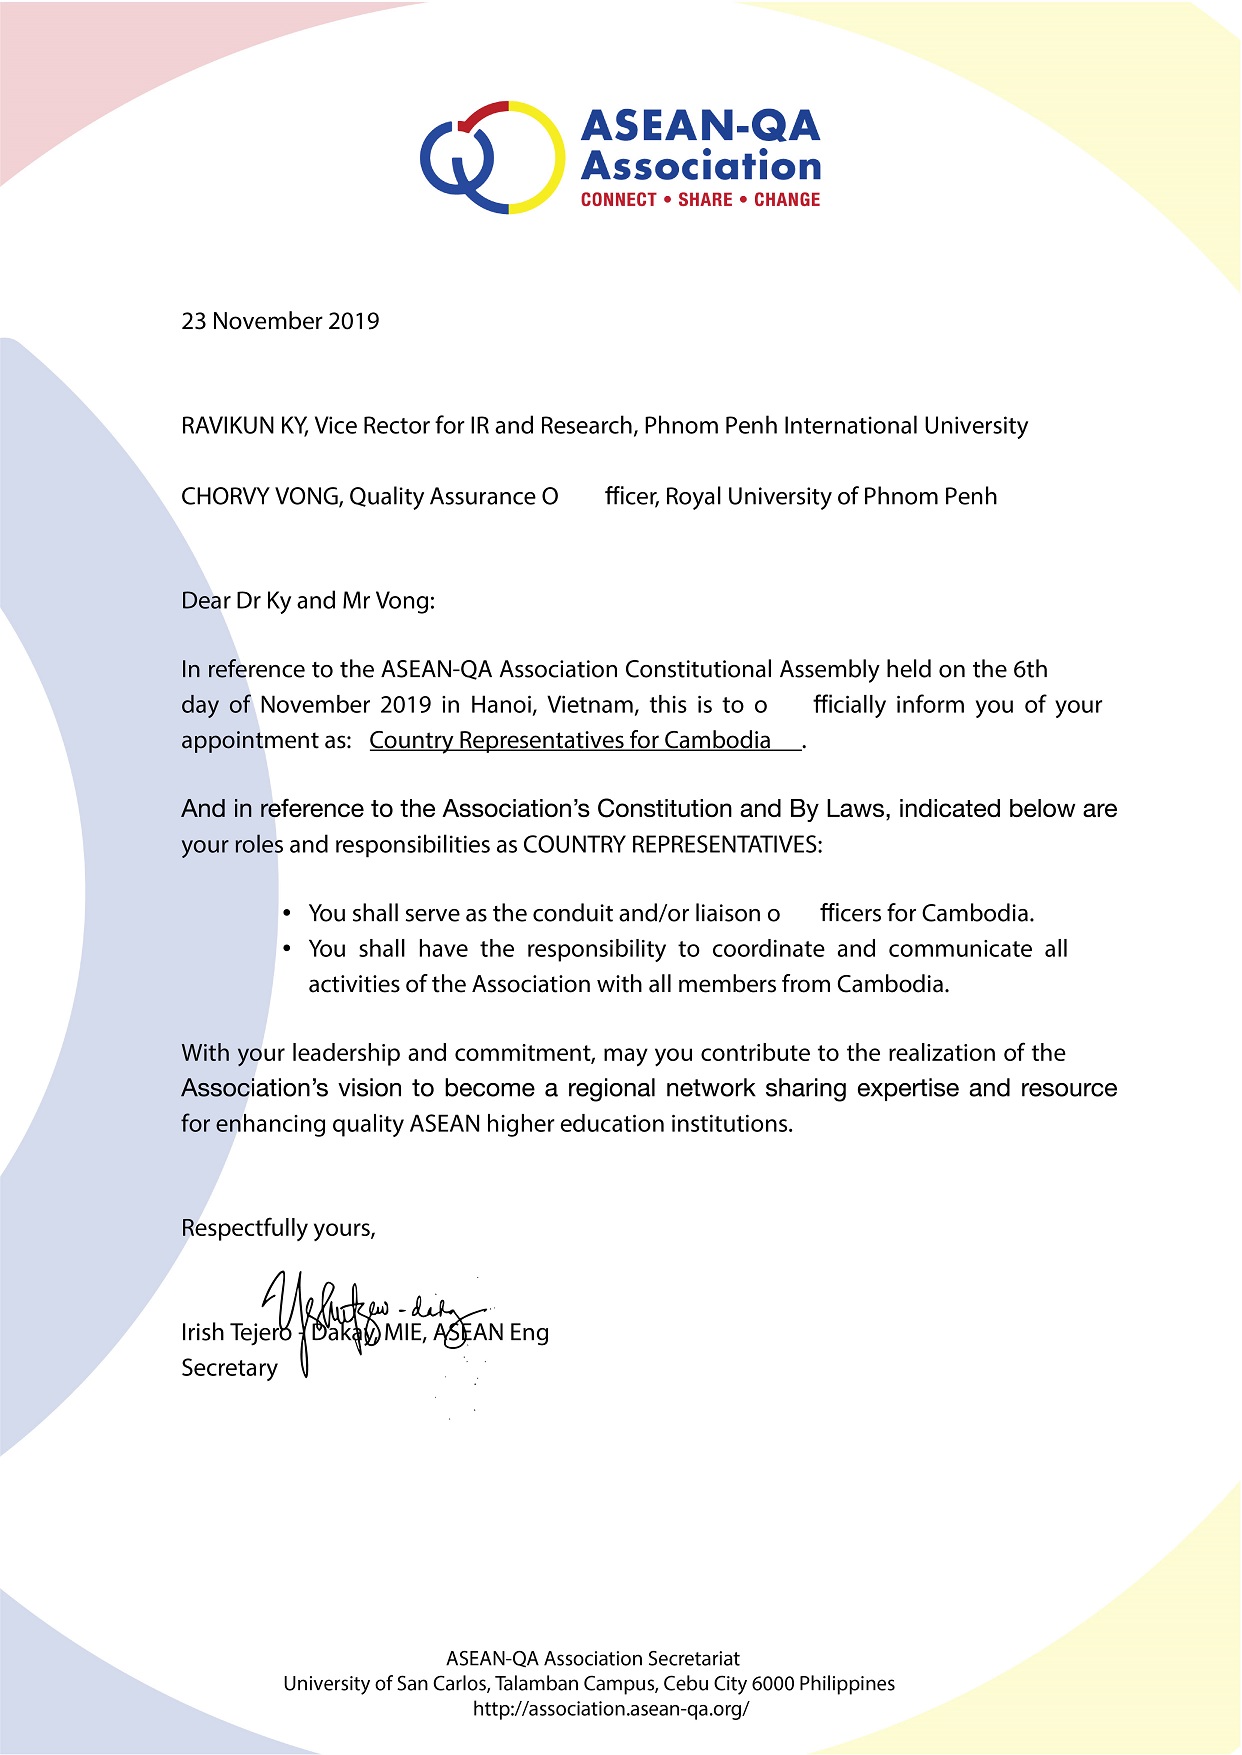 ASEAN-QA
Association
CONNECT • SHARE • CHANGE
23 November 2019
RAVIKUN KY, Vice Rector for IR and Research, Phnom Penh International University
CHORVY VONG, Quality Assurance O fficer, Royal University of Phnom Penh
Dear Dr Ky and Mr Vong:
In reference to the ASEAN-QA Association Constitutional Assembly held on the 6th
day of November 2019 in Hanoi, Vietnam, this is to o fficially inform you of your
appointment as: Country Representatives for Cambodia .
And in reference to the Association’s Constitution and By Laws, indicated below are
your roles and responsibilities as COUNTRY REPRESENTATIVES:
• You shall serve as the conduit and/or liaison o fficers for Cambodia.
• You shall have the responsibility to coordinate and communicate all
activities of the Association with all members from Cambodia.
With your leadership and commitment, may you contribute to the realization of the
Association’s vision to become a regional network sharing expertise and resource
for enhancing quality ASEAN higher education institutions.
Respectfully yours,
Irish Tejero - Dakay, MIE, ASEAN Eng
Secretary
ASEAN-QA Association Secretariat
University of San Carlos, Talamban Campus, Cebu City 6000 Philippines
http://association.asean-qa.org/